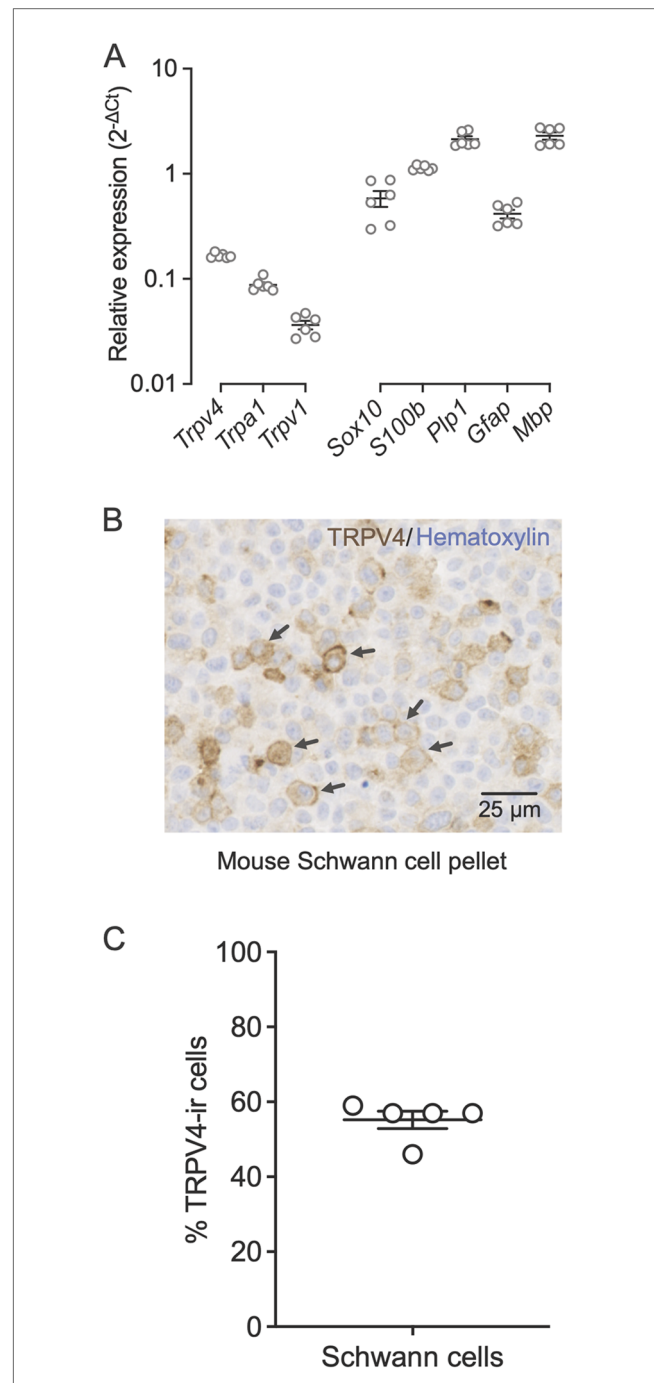 A
Relative expression (2-ΔCt)
10
1
0.1
0.01
Trpv4
Trpa1
Trpv1
Sox10
S100b
Plp1
Gfap
Mbp
B
TRPV4/Hematoxylin
25 µm
Mouse Schwann cell pellet
C
% TRPV4-ir cells
100
80
60
40
20
0
Schwann cells